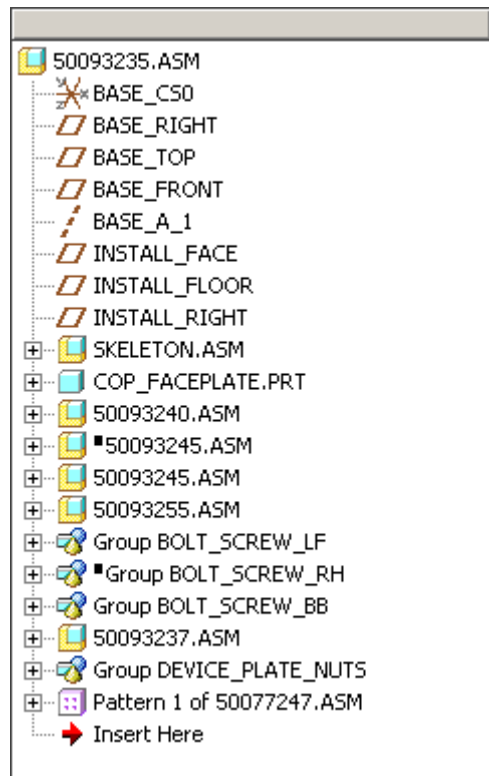 50093235.ASM
BASE_CS0
BASE_RIGHT
BASE_TOP
BASE_FRONT
BASE_A_1
INSTALL_FACE
INSTALL_FLOOR
INSTALL_RIGHT
SKELETON.ASM
COP_FACEPLATE.PRT
50093240.ASM
50093245.ASM
50093245.ASM
50093255.ASM
Group BOLT_SCREW_LF
Group BOLT_SCREW_RH
Group BOLT_SCREW_BB
50093237.ASM
Group DEVICE_PLATE_NUTS
Pattern 1 of 50077247.ASM
Insert Here